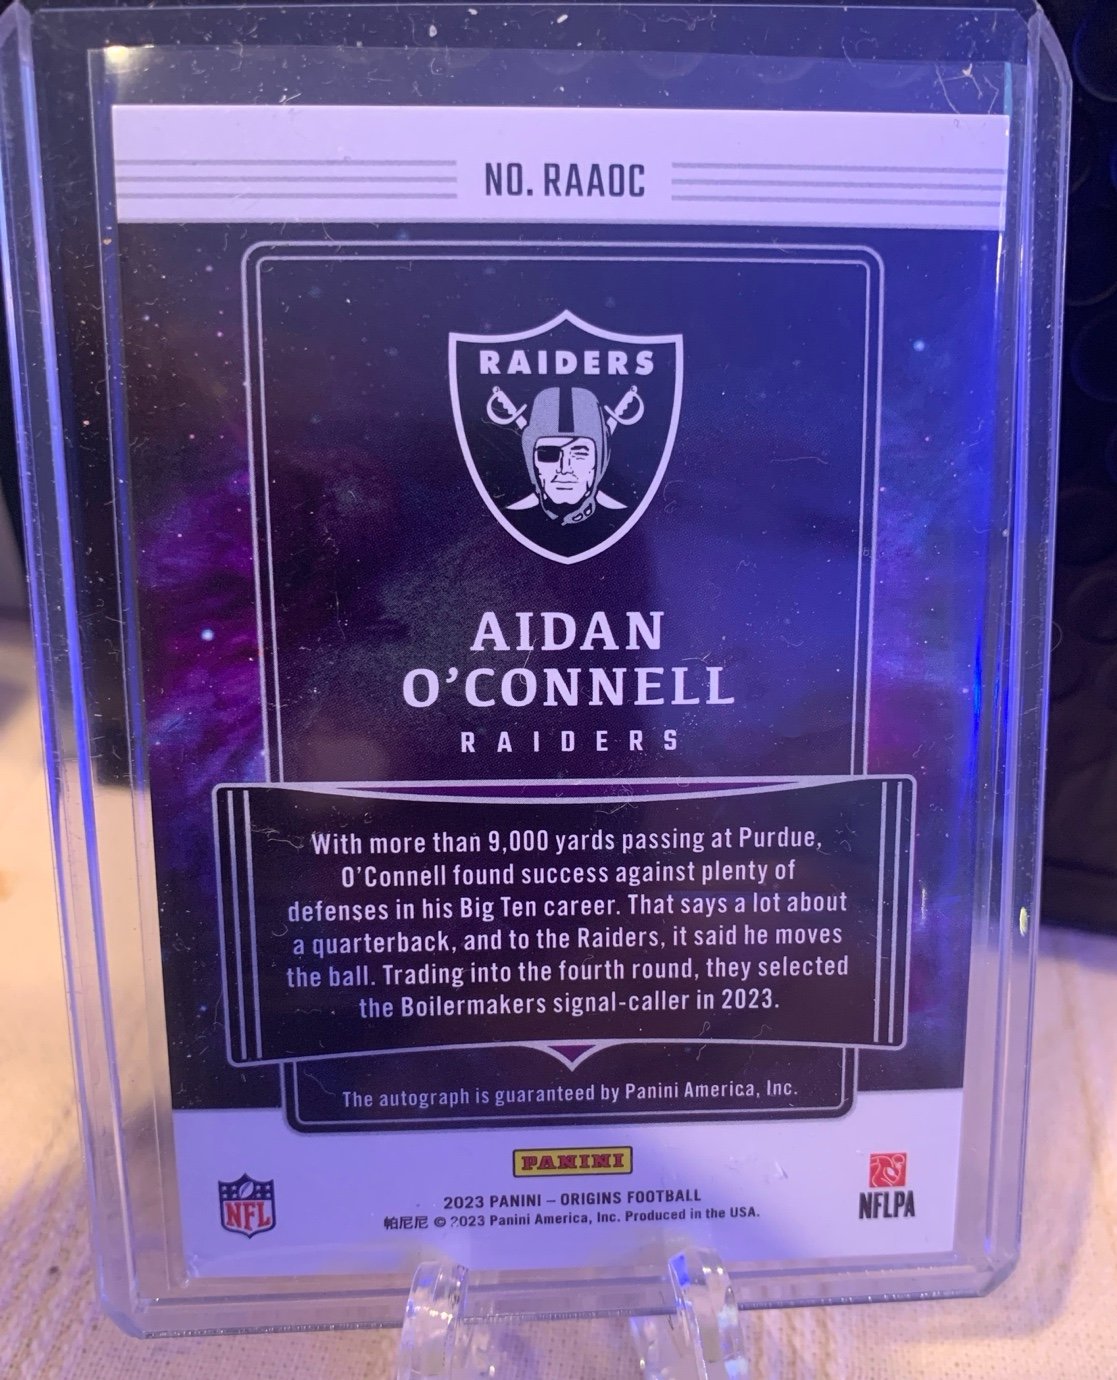 NO. RAAOC
RAIDERS
AIDAN
O'CONNELL
RAIDERS
With more than 9,000 yards passing at Purdue,
O'Connell found success against plenty of
defenses in his Big Ten career. That says a lot about
a quarterback, and to the Raiders, it said he moves
the ball. Trading into the fourth round, they selected
the Boilermakers signal-caller in 2023.
The autograph is guaranteed by Panini America, Inc.
PANINI
NFL
2023 PANINI – ORIGINS FOOTBALL
帕尼尼 © 2023 Panini America, Inc. Produced in the USA.
NFLPA